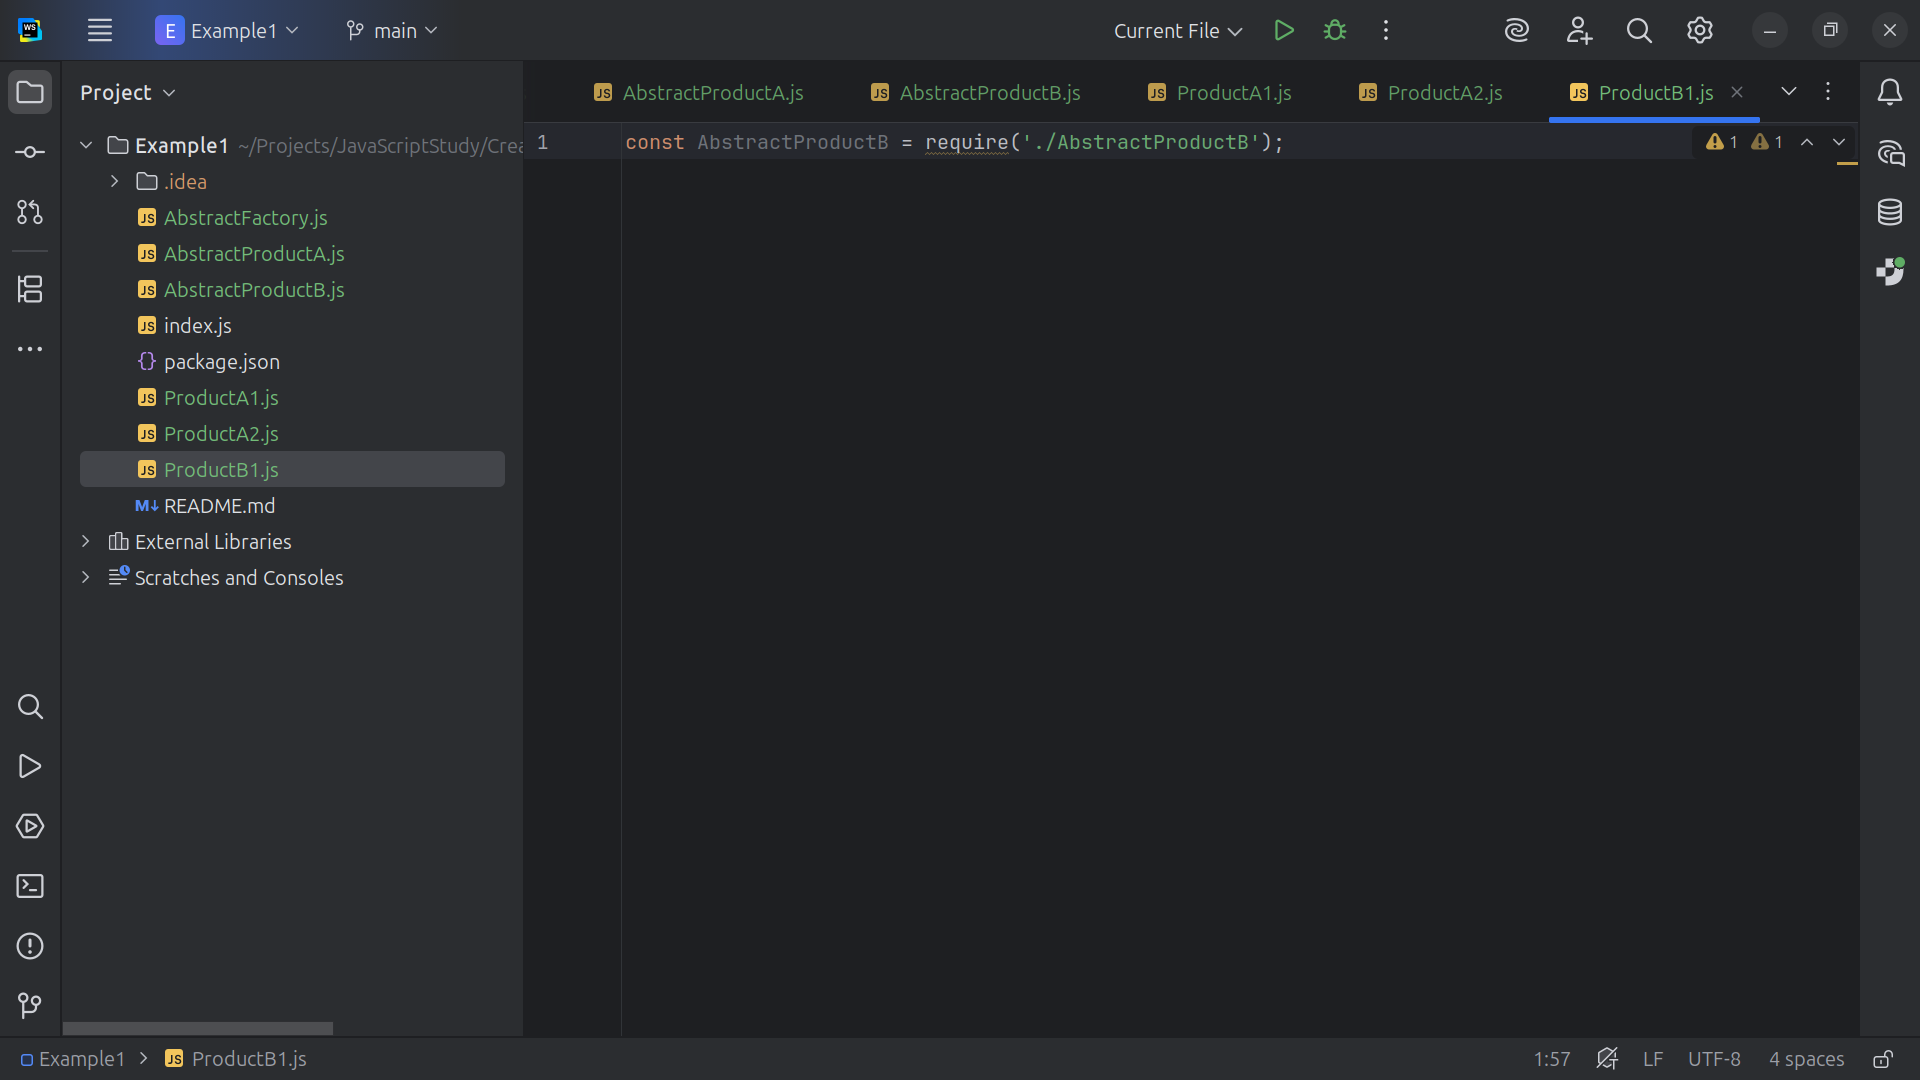 WS
E Example1
main
Current File
Project
AbstractProductA.js
AbstractProductB.js
ProductA1.js
ProductA2.js
ProductB1.js
Example1 ~/Projects/JavaScriptStudy/Crea
.idea
AbstractFactory.js
AbstractProductA.js
AbstractProductB.js
index.js
package.json
ProductA1.js
ProductA2.js
ProductB1.js
README.md
External Libraries
Scratches and Consoles
1 const AbstractProductB = require('./AbstractProductB');
1 1
Example1 > ProductB1.js
1:57 LF UTF-8 4 spaces